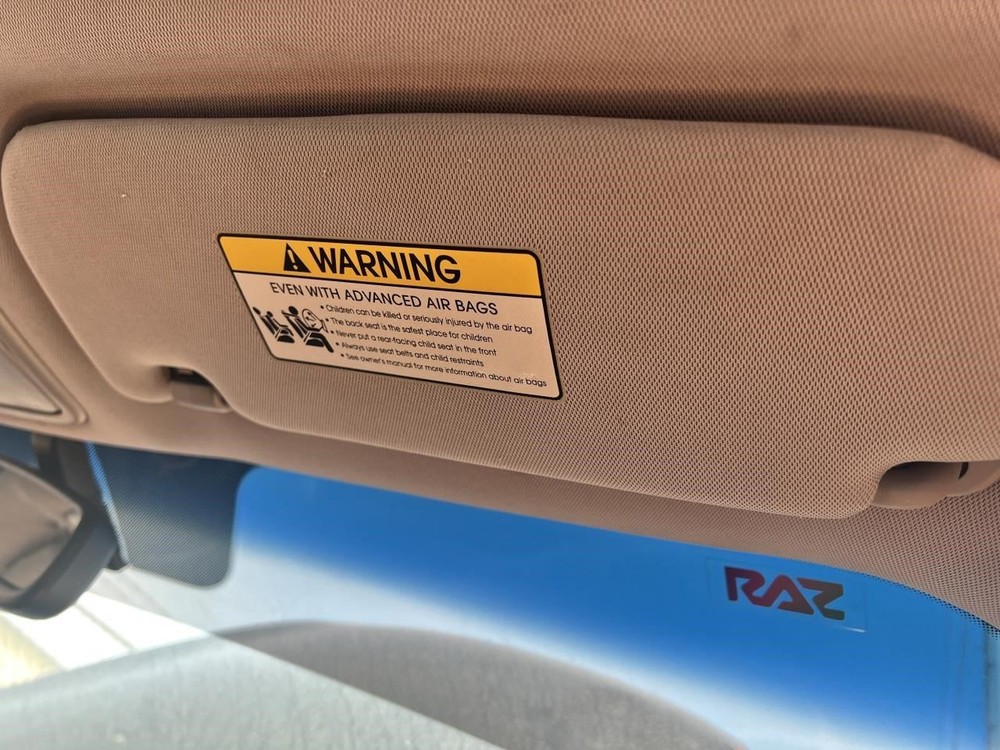 WARNING
EVEN WITH ADVANCED AIR BAGS
• Children can be killed or seriously injured by the air bag
• The back seat is the safest place for children
• Never put a rear-facing child seat in the front
• Always use seat belts and child restraints
• See owner's manual for more information about air bags
RAZ